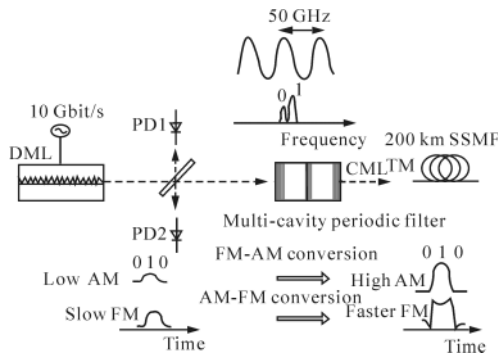 50 GHz
10 Gbit/s
PD1
0 1
DML
Frequency
200 km SSMF
CML
TM
Multi-cavity periodic filter
PD2
0 1 0
FM-AM conversion
0 1 0
Low AM
High AM
AM-FM conversion
Slow FM
Faster FM
Time
Time